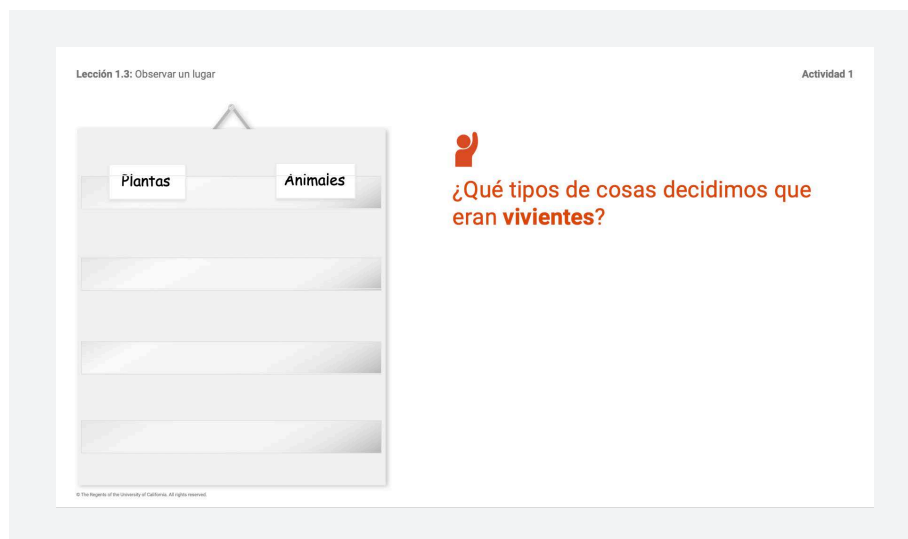 Lección 1.3: Observar un lugar
Actividad 1
Plantas
Animales
¿Qué tipos de cosas decidimos que
eran vivientes?
© The Regents of the University of California. All rights reserved.